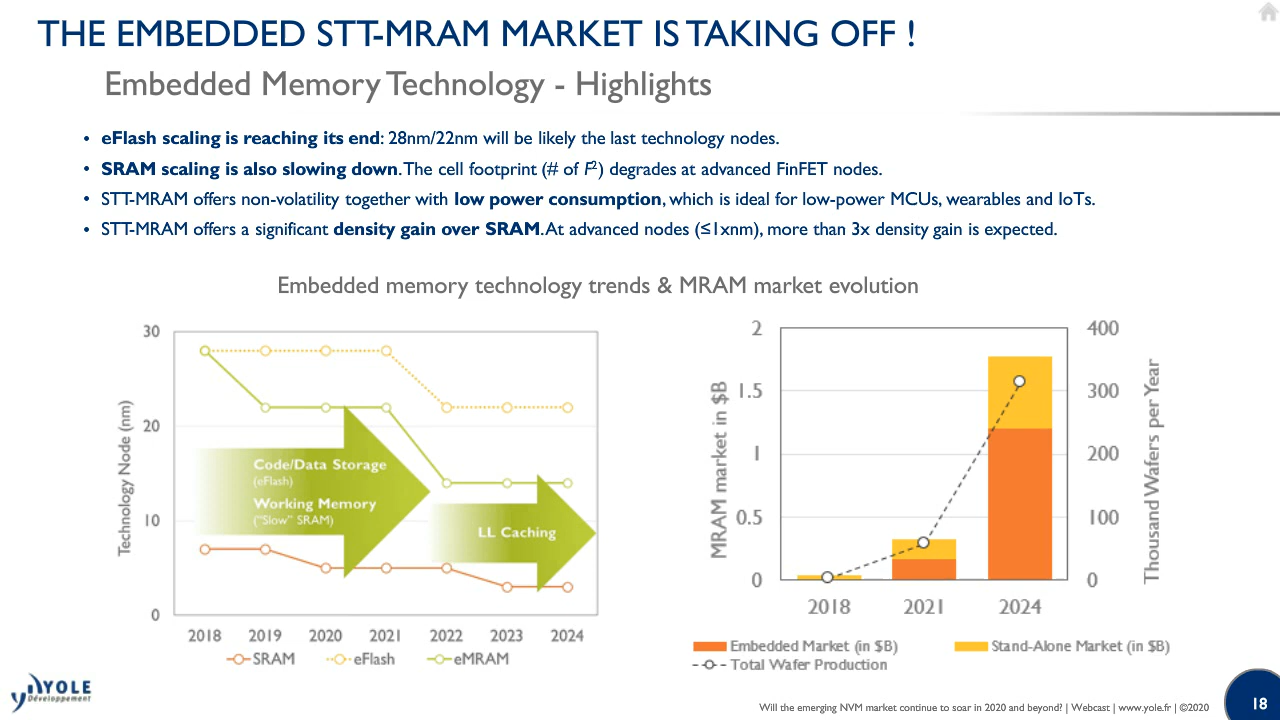 THE EMBEDDED STT-MRAM MARKET IS TAKING OFF !
Embedded Memory Technology - Highlights
• eFlash scaling is reaching its end: 28nm/22nm will be likely the last technology nodes.
• SRAM scaling is also slowing down. The cell footprint (# of F²) degrades at advanced FinFET nodes.
• STT-MRAM offers non-volatility together with low power consumption, which is ideal for low-power MCUs, wearables and IoTs.
• STT-MRAM offers a significant density gain over SRAM. At advanced nodes (≤1xnm), more than 3x density gain is expected.
Embedded memory technology trends & MRAM market evolution
Technology Node (nm)
30
20
10
0
Code/Data Storage
(eFlash)
Working Memory
("Slow" SRAM)
LL Caching
2018 2019 2020 2021 2022 2023 2024
SRAM eFlash eMRAM
MRAM market in $B
2
1.5
1
0.5
0
400
300
200
100
0
Thousand Wafers per Year
2018 2021 2024
Embedded Market (in $B) Stand-Alone Market (in $B)
Total Wafer Production
YOLE
Développement
Will the emerging NVM market continue to soar in 2020 and beyond? | Webcast | www.yole.fr | ©2020
18